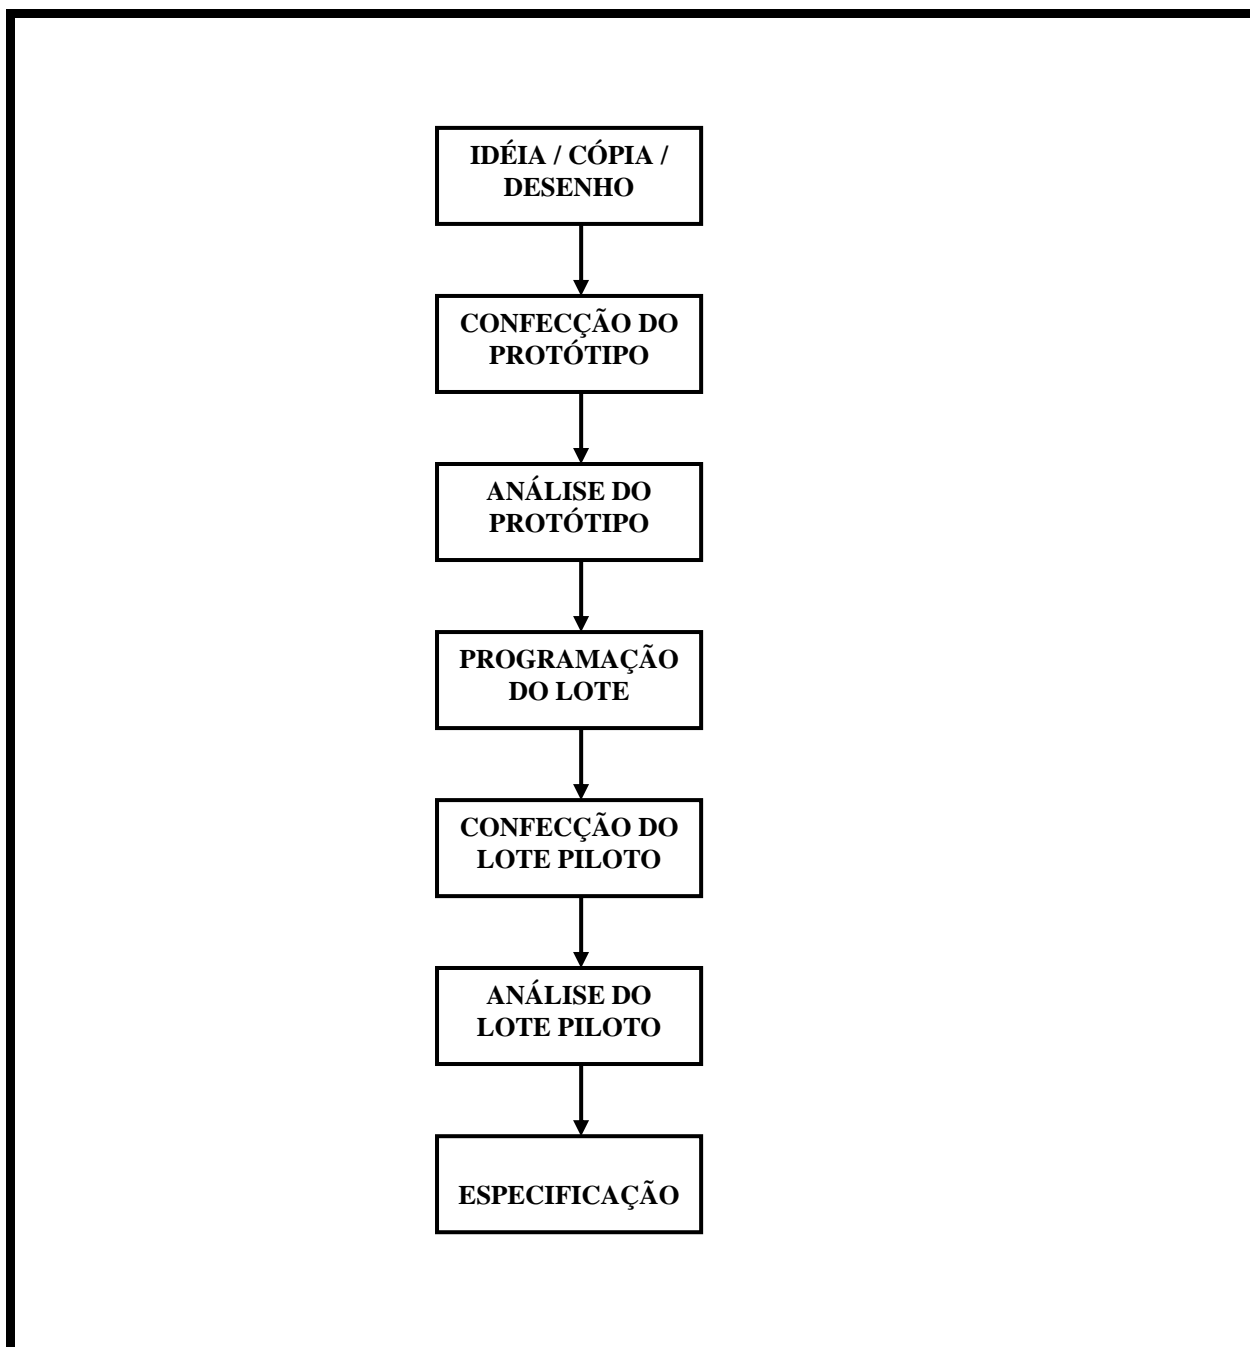 IDÉIA / CÓPIA /
DESENHO
CONFECÇÃO DO
PROTÓTIPO
ANÁLISE DO
PROTÓTIPO
PROGRAMAÇÃO
DO LOTE
CONFECÇÃO DO
LOTE PILOTO
ANÁLISE DO
LOTE PILOTO
ESPECIFICAÇÃO